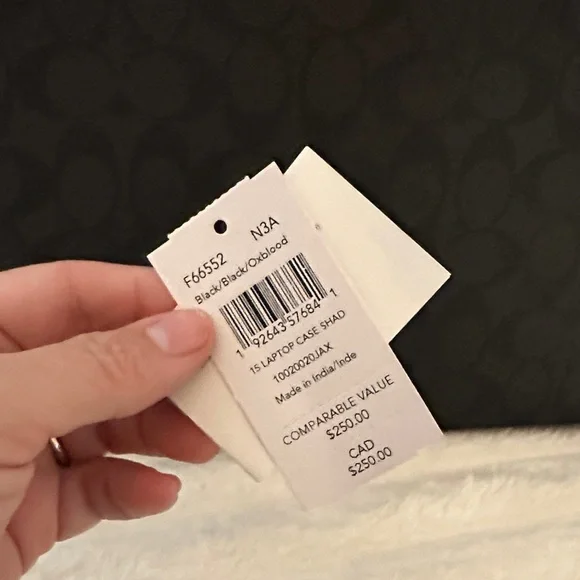 F66552 N3A
Black/Black/Oxblood
1 92643 57684 1
15 LAPTOP CASE SHAD
10020020JAX
Made in India/Inde
COMPARABLE VALUE
$250.00
CAD
$250.00